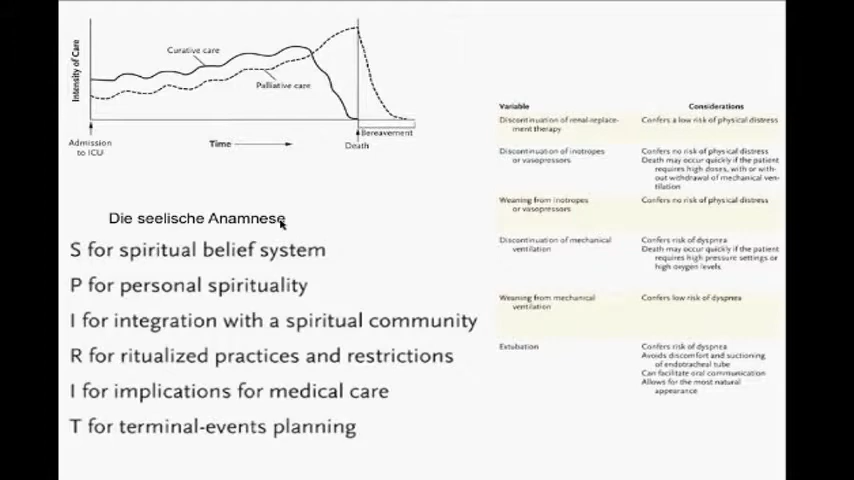 Intensity of Care
Curative care
Palliative care
Bereavement
Admission
to ICU
Time
Death
Die seelische Anamnese
S for spiritual belief system
P for personal spirituality
I for integration with a spiritual community
R for ritualized practices and restrictions
I for implications for medical care
T for terminal-events planning
Variable
Considerations
Discontinuation of renal-replace-
ment therapy
Confers a low risk of physical distress
Discontinuation of inotropes
or vasopressors
Confers no risk of physical distress
Death may occur quickly if the patient
requires high doses, with or with-
out withdrawal of mechanical ven-
tilation
Weaning from inotropes
or vasopressors
Confers no risk of physical distress
Discontinuation of mechanical
ventilation
Confers risk of dyspnea
Death may occur quickly if the patient
requires high pressure settings or
high oxygen levels
Weaning from mechanical
ventilation
Confers low risk of dyspnea
Extubation
Confers risk of dyspnea
Avoids discomfort and suctioning
of endotracheal tube
Can facilitate oral communication
Allows for the most natural
appearance